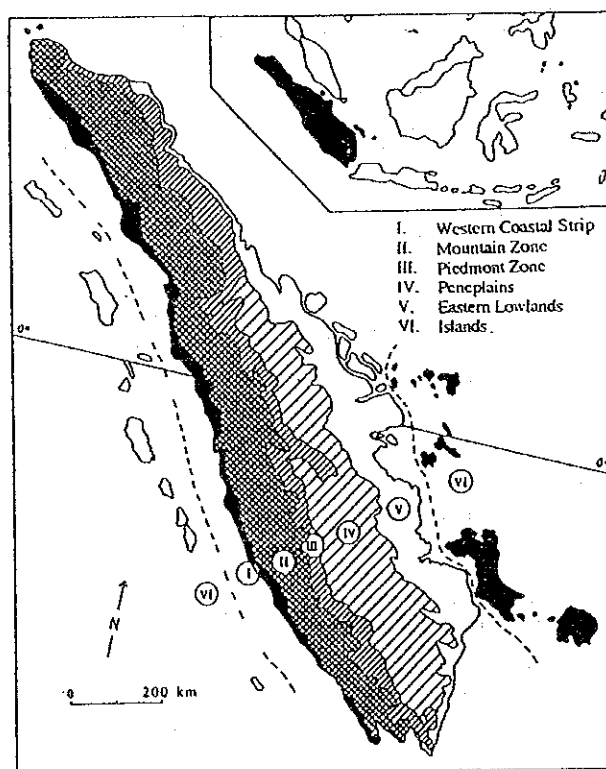 I. Western Coastal Strip
II. Mountain Zone
III. Piedmont Zone
IV. Peneplains
V. Eastern Lowlands
VI. Islands.
0°
0°
V
VI
IV
III
II
I
VI
N
0 200 km